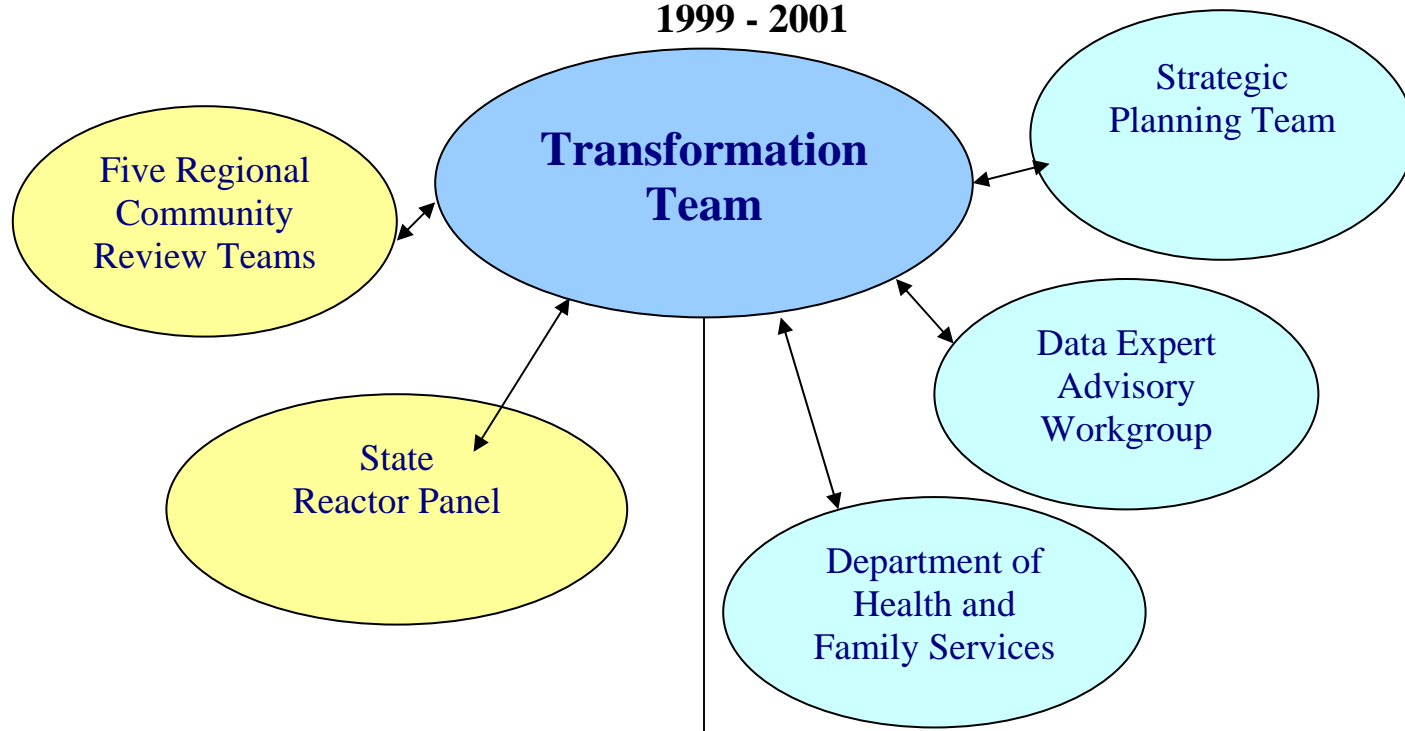 1999 - 2001
Transformation
Team
Strategic
Planning Team
Five Regional
Community
Review Teams
Data Expert
Advisory
Workgroup
State
Reactor Panel
Department of
Health and
Family Services